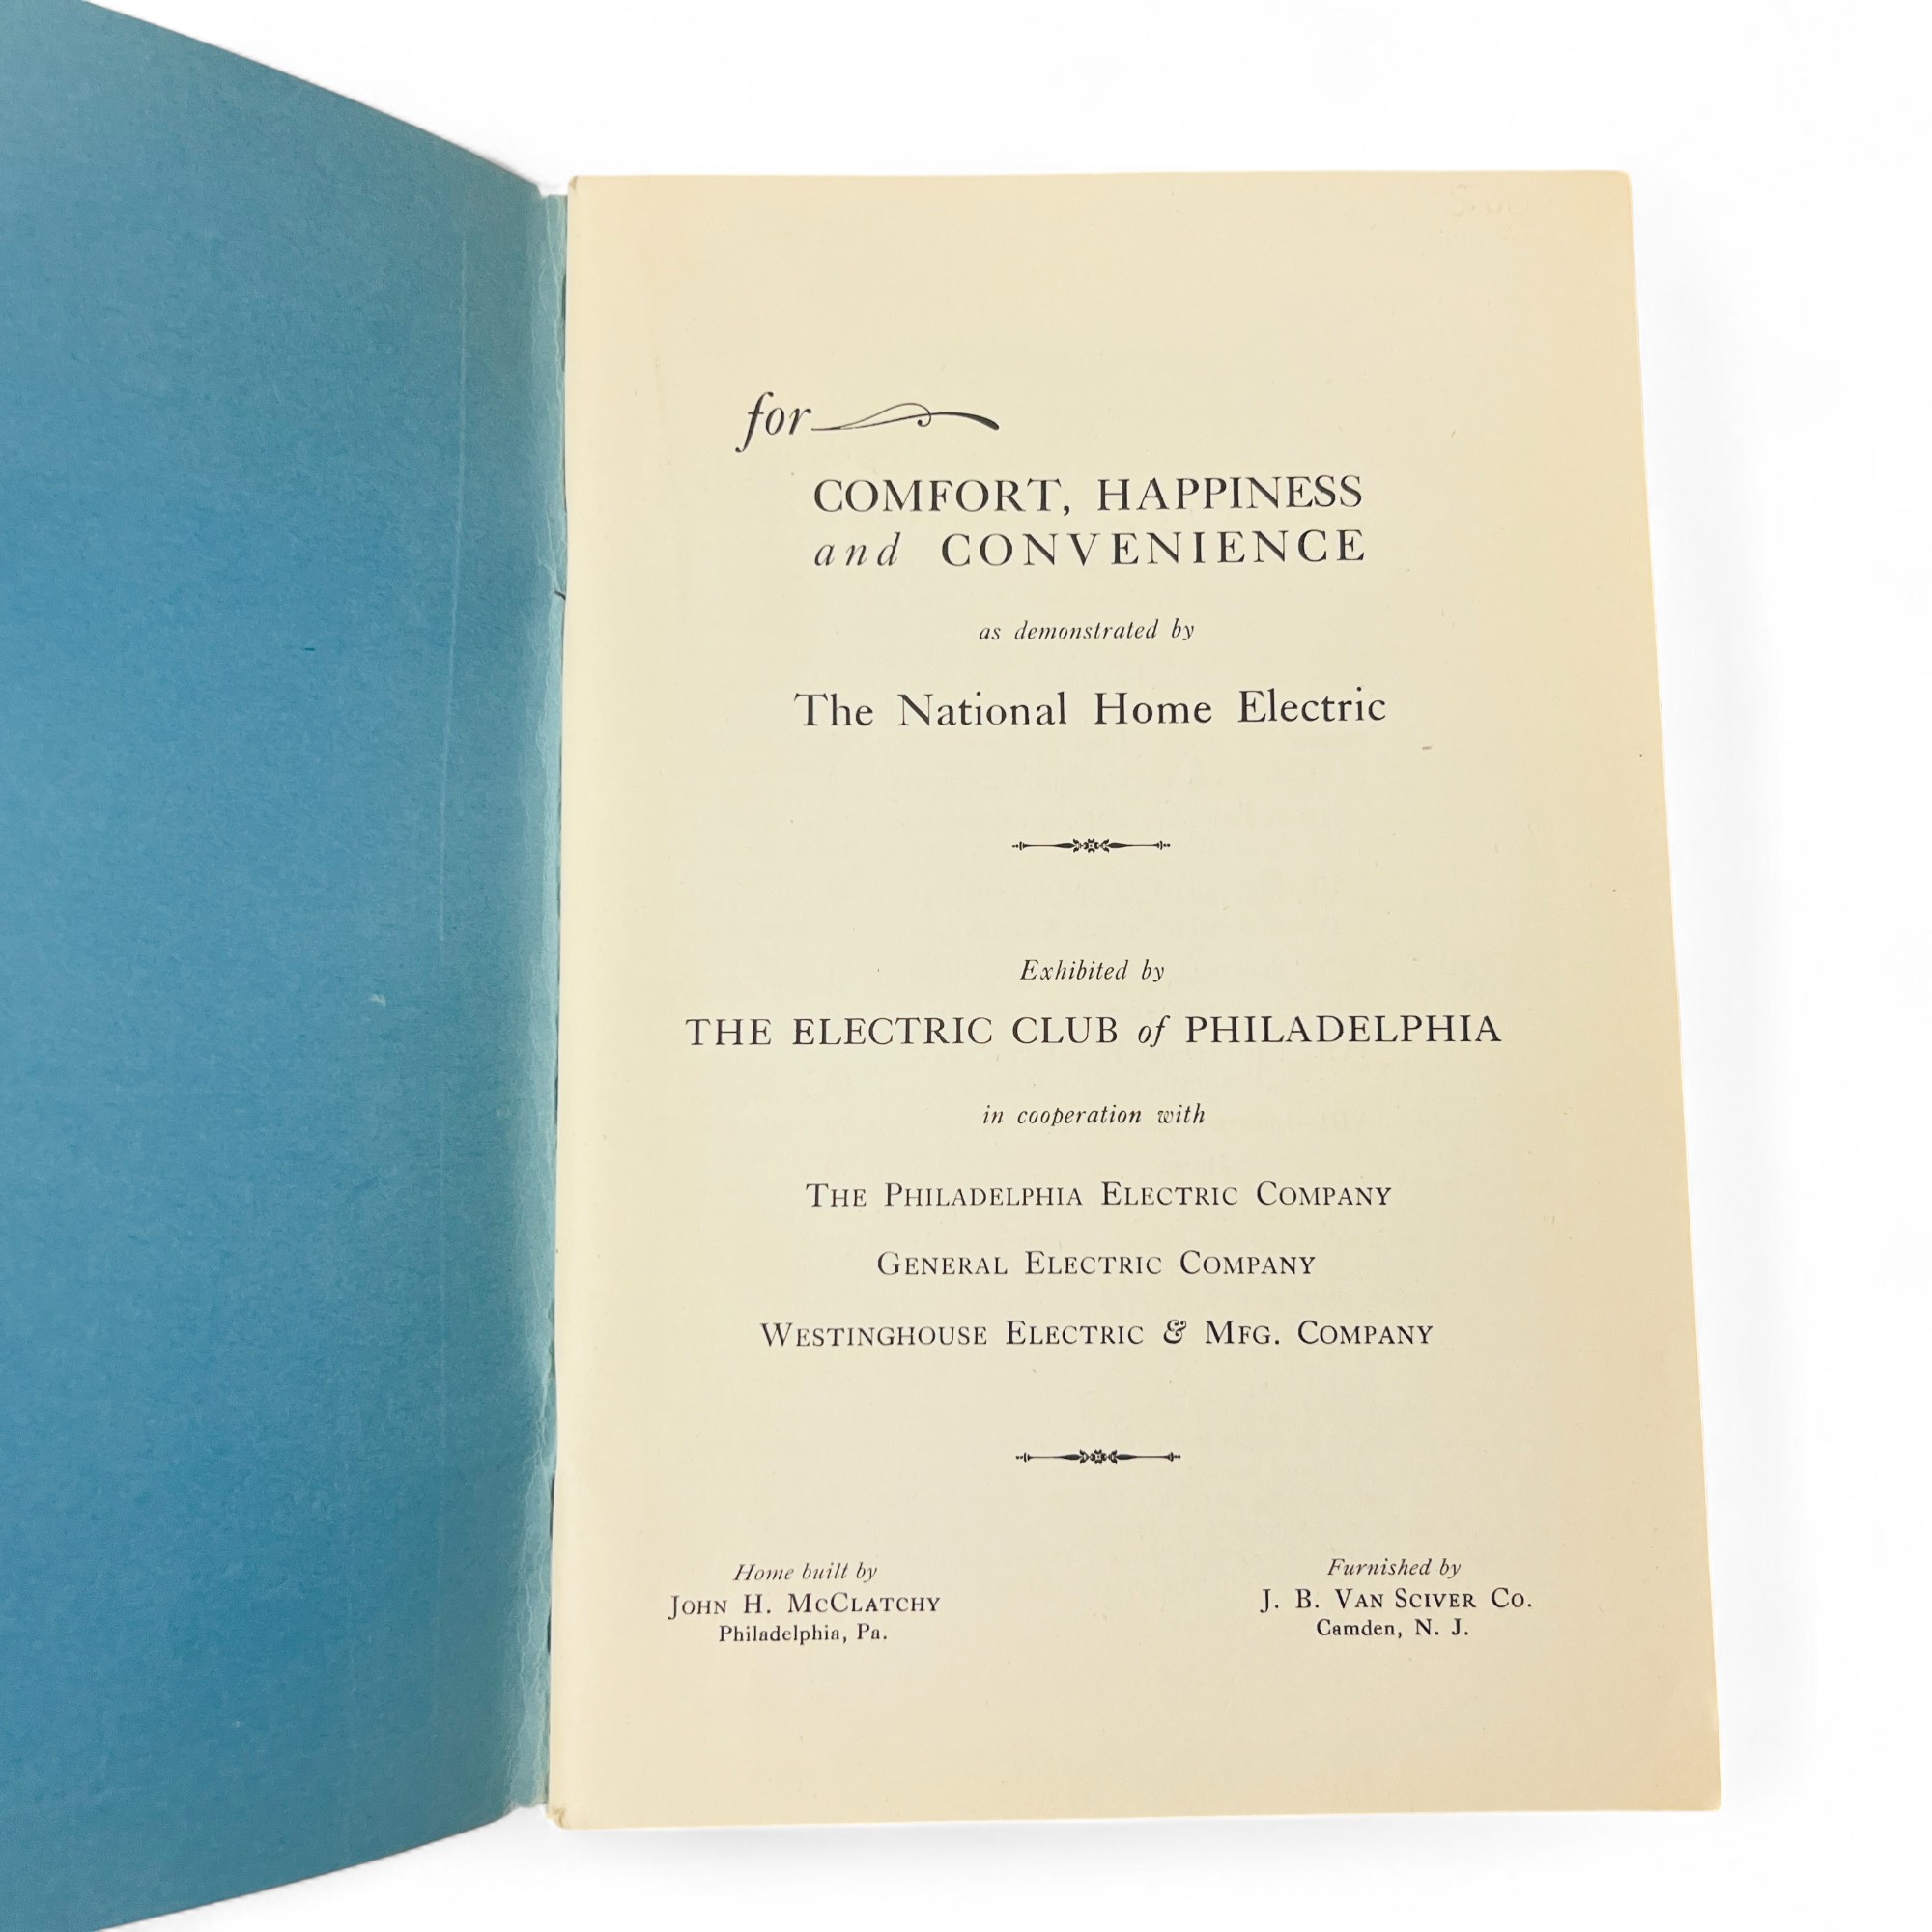 for
COMFORT, HAPPINESS
and CONVENIENCE
as demonstrated by
The National Home Electric
Exhibited by
THE ELECTRIC CLUB of PHILADELPHIA
in cooperation with
THE PHILADELPHIA ELECTRIC COMPANY
GENERAL ELECTRIC COMPANY
WESTINGHOUSE ELECTRIC & MFG. COMPANY
Home built by
JOHN H. MCCLATCHY
Philadelphia, Pa.
Furnished by
J. B. VAN SCIVER CO.
Camden, N. J.